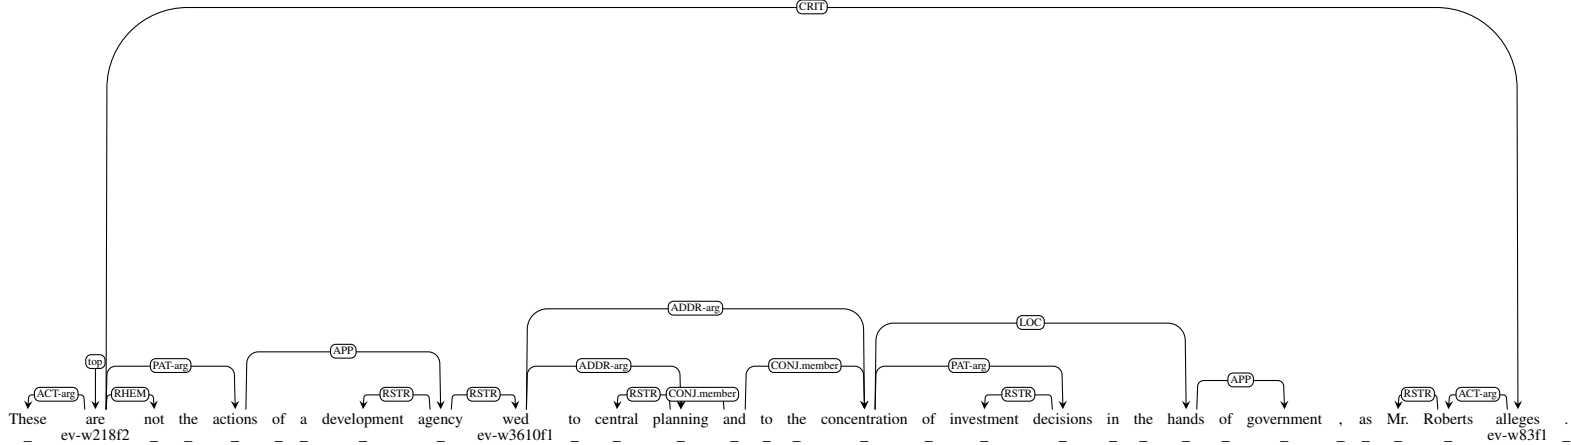 CRIT
ADDR-arg
LOC
APP
top PAT-arg ADDR-arg CONJ.member PAT-arg
APP
ACT-arg RHEM RSTR RSTR RSTR CONJ.member RSTR RSTR ACT-arg
These are not the actions of a development agency wed to central planning and to the concentration of investment decisions in the hands of government , as Mr. Roberts alleges .
_ ev-w218f2 _ _ _ _ _ _ _ ev-w3610f1 _ _ _ _ _ _ _ _ _ _ _ _ _ _ _ _ _ _ _ ev-w83f1 _